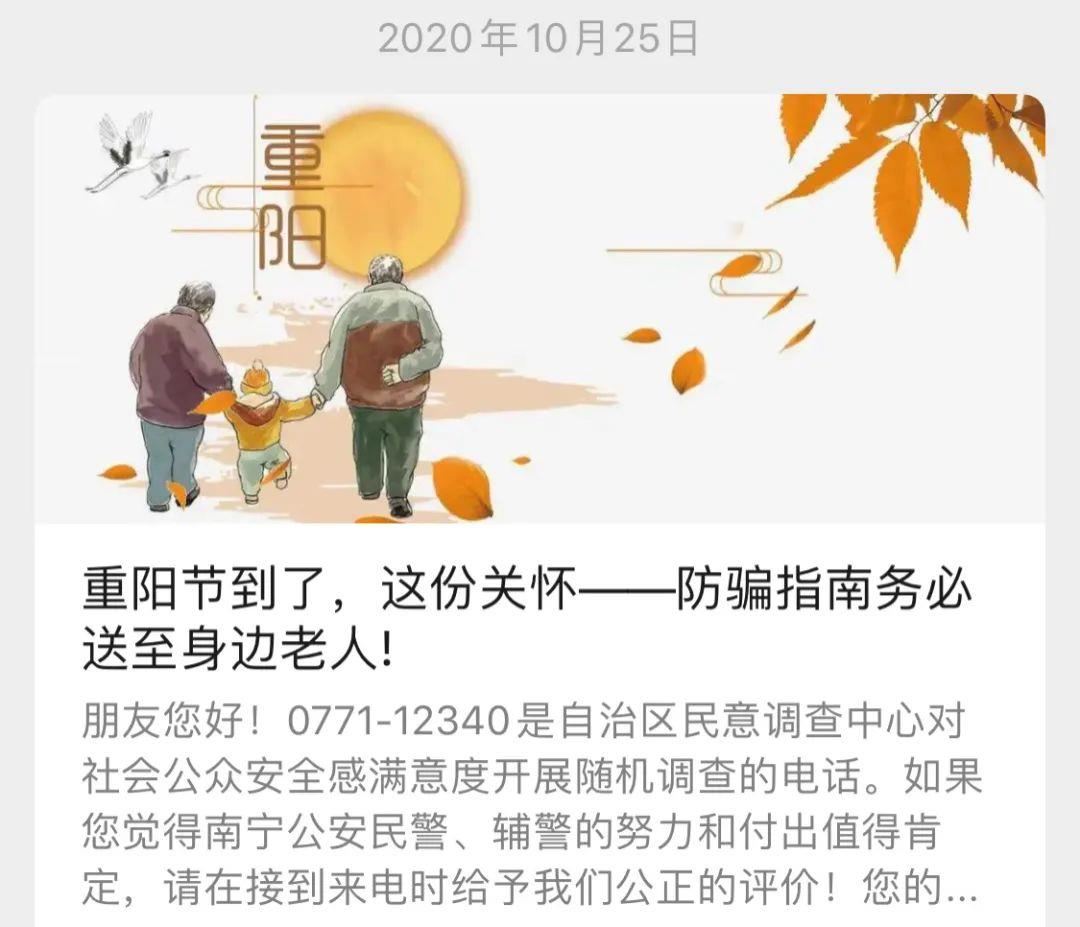 2020年10月25日
重
阳
重阳节到了，这份关怀——防骗指南务必
送至身边老人!
朋友您好！0771-12340是自治区民意调查中心对
社会公众安全感满意度开展随机调查的电话。如果
您觉得南宁公安民警、辅警的努力和付出值得肯
定，请在接到来电时给予我们公正的评价！您的...